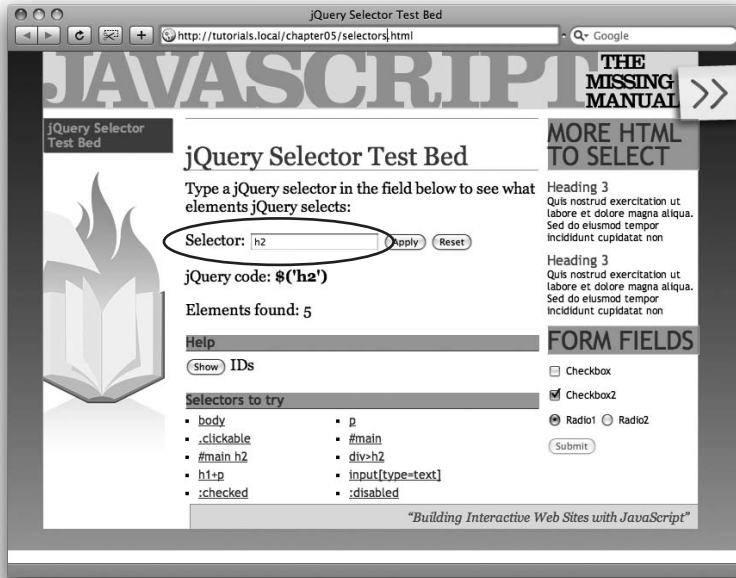 jQuery Selector Test Bed
http://tutorials.local/chapter05/selectors.html
Google
JAVASCRIPT
THE
MISSING
MANUAL
>>
jQuery Selector
Test Bed
jQuery Selector Test Bed
Type a jQuery selector in the field below to see what
elements jQuery selects:
Selector: h2 Apply Reset
jQuery code: $('h2')
Elements found: 5
Help
Show IDs
Selectors to try
▪ body
▪ .clickable
▪ #main h2
▪ h1+p
▪ :checked
▪ p
▪ #main
▪ div>h2
▪ input[type=text]
▪ :disabled
MORE HTML
TO SELECT
Heading 3
Quis nostrud exercitation ut
labore et dolore magna aliqua.
Sed do eiusmod tempor
incididunt cupidatat non
Heading 3
Quis nostrud exercitation ut
labore et dolore magna aliqua.
Sed do eiusmod tempor
incididunt cupidatat non
FORM FIELDS
Checkbox
Checkbox2
Radio1 Radio2
Submit
“Building Interactive Web Sites with JavaScript”